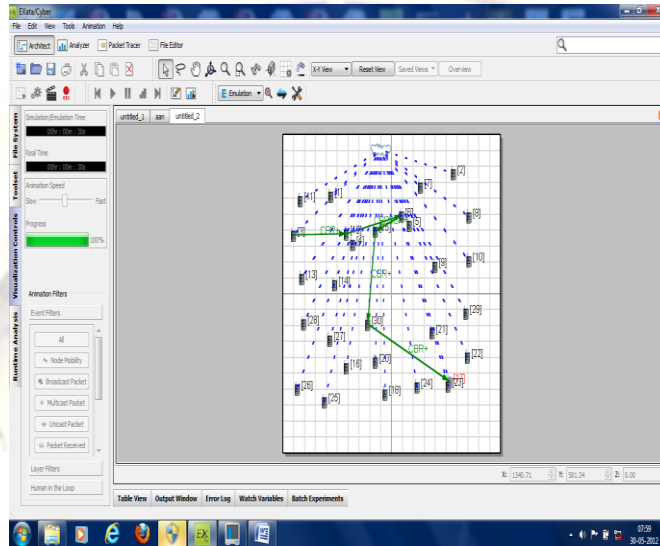 EXata/Cyber
File Edit View Tools Animation Help
Architect Analyzer Packet Tracer File Editor
X-Y View Reset View Saved Views Overview
Emulation
untitled_1 aan untitled_2
File System
Toolset
Visualization Controls
Runtime Analysis
Simulation/Emulation Time
00hr : 00m : 30s
Real Time
00hr : 00m : 30s
Animation Speed
Slow Fast
Progress
100%
Animation Filters
Event Filters
All
Node Mobility
Broadcast Packet
Multicast Packet
Unicast Packet
Packet Received
Layer Filters
Human in the Loop
[2]
[7]
[11] [1]
[6] [8]
[5]
[3] CBR+
[4]
[9] [10]
[13] [14] CBR+
[29]
[28] [30] [21]
[27]
CBR+
[16] [20] [22]
[26] [24] [23]
[25] [18]
X: 1340.71 Y: 581.34 Z: 0.00
Table View Output Window Error Log Watch Variables Batch Experiments
07:59
30-05-2012